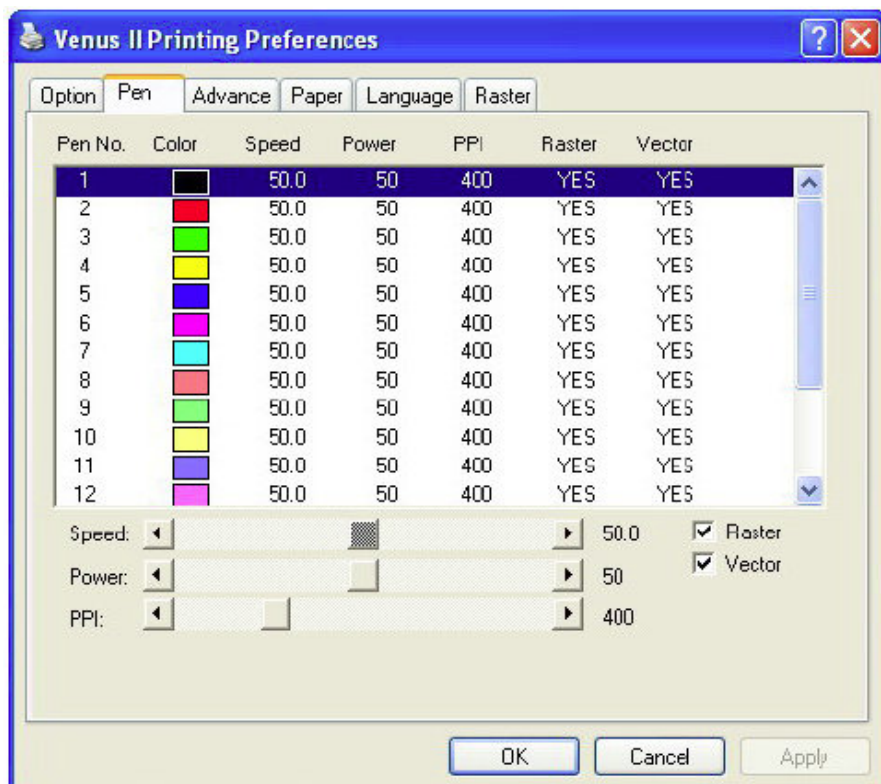 Venus II Printing Preferences
Option Pen Advance Paper Language Raster
Pen No. Color Speed Power PPI Raster Vector
1 50.0 50 400 YES YES
2 50.0 50 400 YES YES
3 50.0 50 400 YES YES
4 50.0 50 400 YES YES
5 50.0 50 400 YES YES
6 50.0 50 400 YES YES
7 50.0 50 400 YES YES
8 50.0 50 400 YES YES
9 50.0 50 400 YES YES
10 50.0 50 400 YES YES
11 50.0 50 400 YES YES
12 50.0 50 400 YES YES
Speed: 50.0 Raster
Power: 50 Vector
PPI: 400
OK Cancel Apply